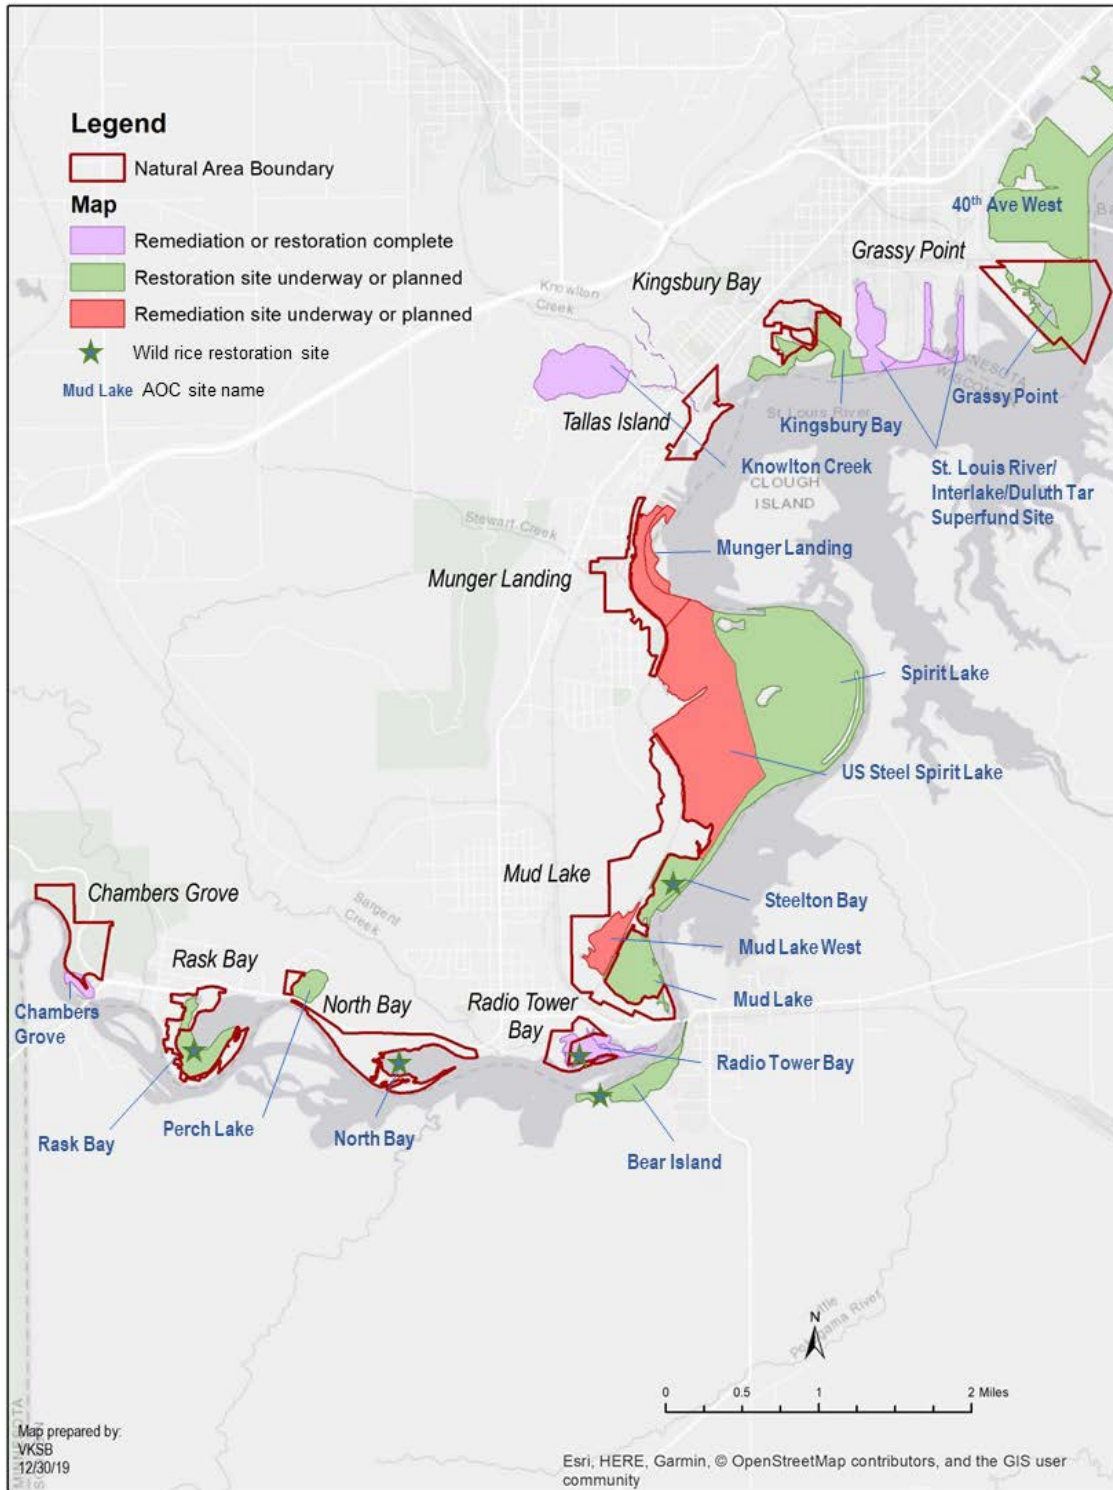 Legend
Natural Area Boundary
Map
Remediation or restoration complete
Restoration site underway or planned
Remediation site underway or planned
Wild rice restoration site
Mud Lake AOC site name
40th Ave West
Grassy Point
Kingsbury Bay
Knowlton
Creek
MINNESOTA
WISCONSIN
Grassy Point
St Louis River
Kingsbury Bay
Tallas Island
Knowlton Creek
CLOUGH
ISLAND
St. Louis River/
Interlake/Duluth Tar
Superfund Site
Stewart Creek
Munger Landing
Munger Landing
Spirit Lake
US Steel Spirit Lake
Mud Lake
Chambers Grove
Sargent
Creek
Steelton Bay
Mud Lake West
Rask Bay
North Bay
Radio Tower
Bay
Mud Lake
Chambers
Grove
Radio Tower Bay
Rask Bay
Perch Lake
North Bay
Bear Island
River
N
0 0.5 1 2 Miles
MINNESOTA
Map prepared by:
VKSB
12/30/19
Esri, HERE, Garmin, © OpenStreetMap contributors, and the GIS user
community